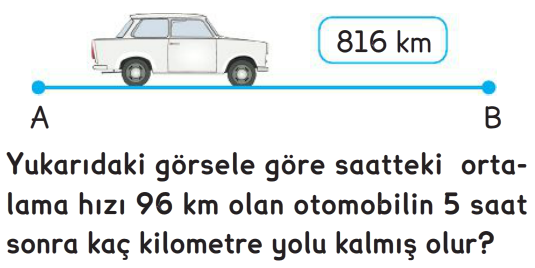 816 km
A
B
Yukarıdaki görsele göre saatteki orta-
lama hızı 96 km olan otomobilin 5 saat
sonra kaç kilometre yolu kalmış olur?